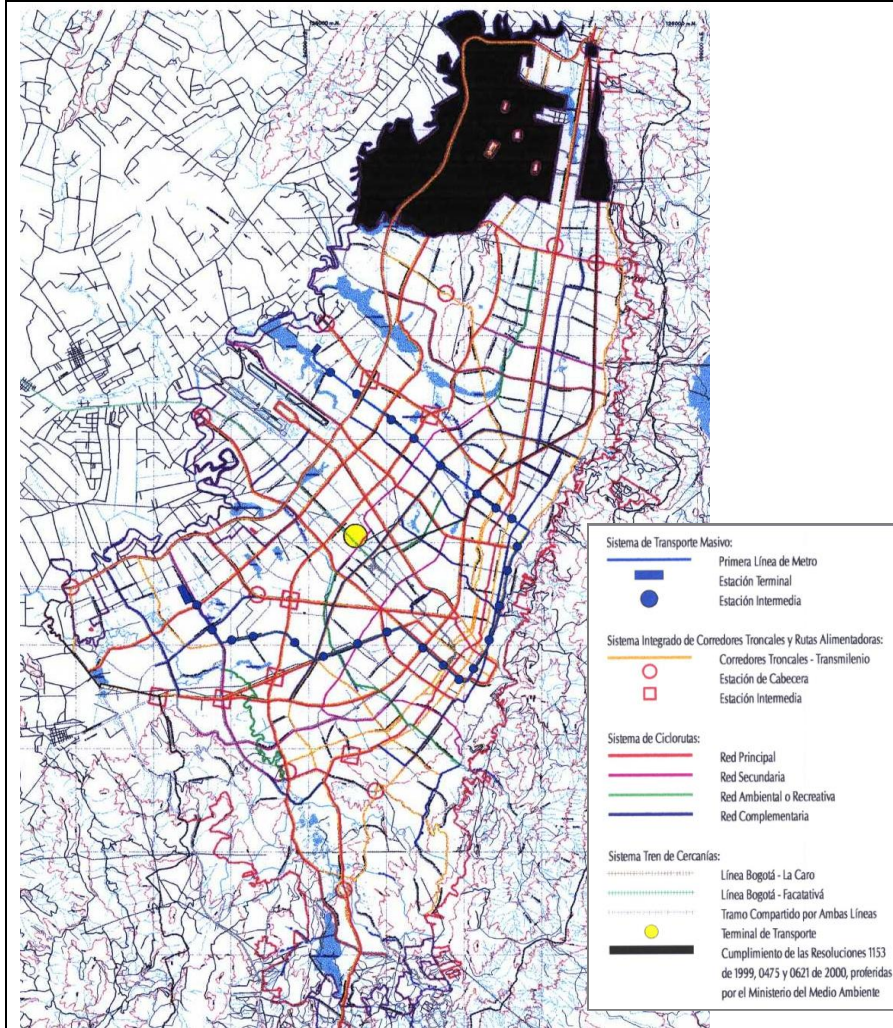 Sistema de Transporte Masivo:
Primera Línea de Metro
Estación Terminal
Estación Intermedia
Sistema Integrado de Corredores Troncales y Rutas Alimentadoras:
Corredores Troncales - Transmilenio
Estación de Cabecera
Estación Intermedia
Sistema de Ciclorutas:
Red Principal
Red Secundaria
Red Ambiental o Recreativa
Red Complementaria
Sistema Tren de Cercanías:
Línea Bogotá - La Caro
Línea Bogotá - Facatativá
Tramo Compartido por Ambas Líneas
Terminal de Transporte
Cumplimiento de las Resoluciones 1153
de 1999, 0475 y 0621 de 2000, proferidas
por el Ministerio del Medio Ambiente